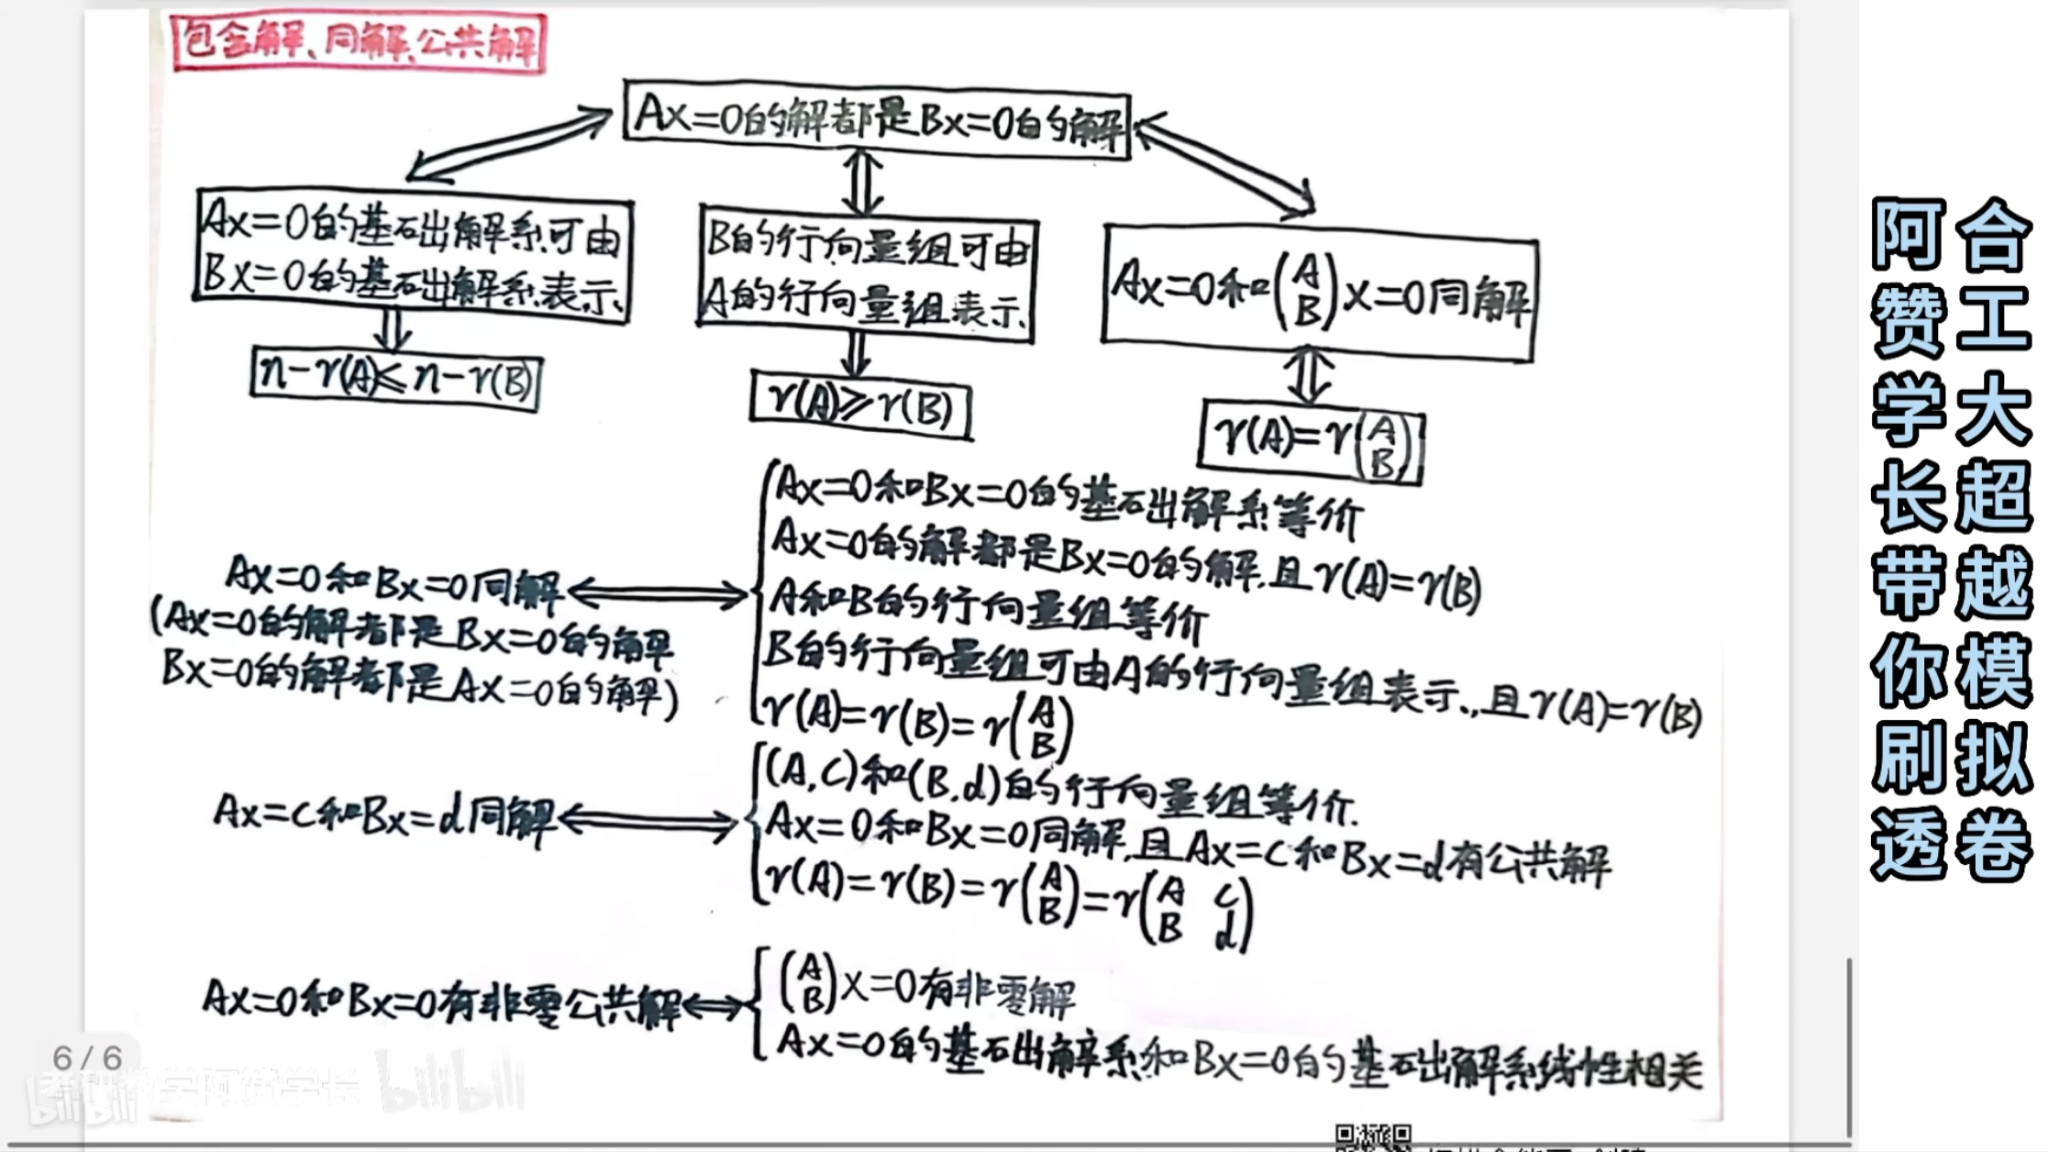 包含解、同解、公共解
Ax=0的解都是Bx=0的解
Ax=0的基础解系可由
Bx=0的基础解系表示.
B的行向量组可由
A的行向量组表示.
Ax=0和(A B)x=0同解
n-r(A)≤n-r(B)
r(A)≥r(B)
r(A)=r(A B)
Ax=0和Bx=0同解
(Ax=0的解都是Bx=0的解
Bx=0的解都是Ax=0的解)
Ax=0和Bx=0的基础解系等价
Ax=0的解都是Bx=0的解,且r(A)=r(B)
A和B的行向量组等价
B的行向量组可由A的行向量组表示.,且r(A)=r(B)
r(A)=r(B)=r(A B)
Ax=c和Bx=d同解
(A,c)和(B,d)的行向量组等价.
Ax=0和Bx=0同解,且Ax=c和Bx=d有公共解
r(A)=r(B)=r(A B)=r(A c B d)
Ax=0和Bx=0有非零公共解
(A B)x=0有非零解
Ax=0的基础解系和Bx=0的基础解系线性相关
6/6
考研数学阿赞学长
bilibili
bilibili
合工大超越模拟卷
阿赞学长带你刷透